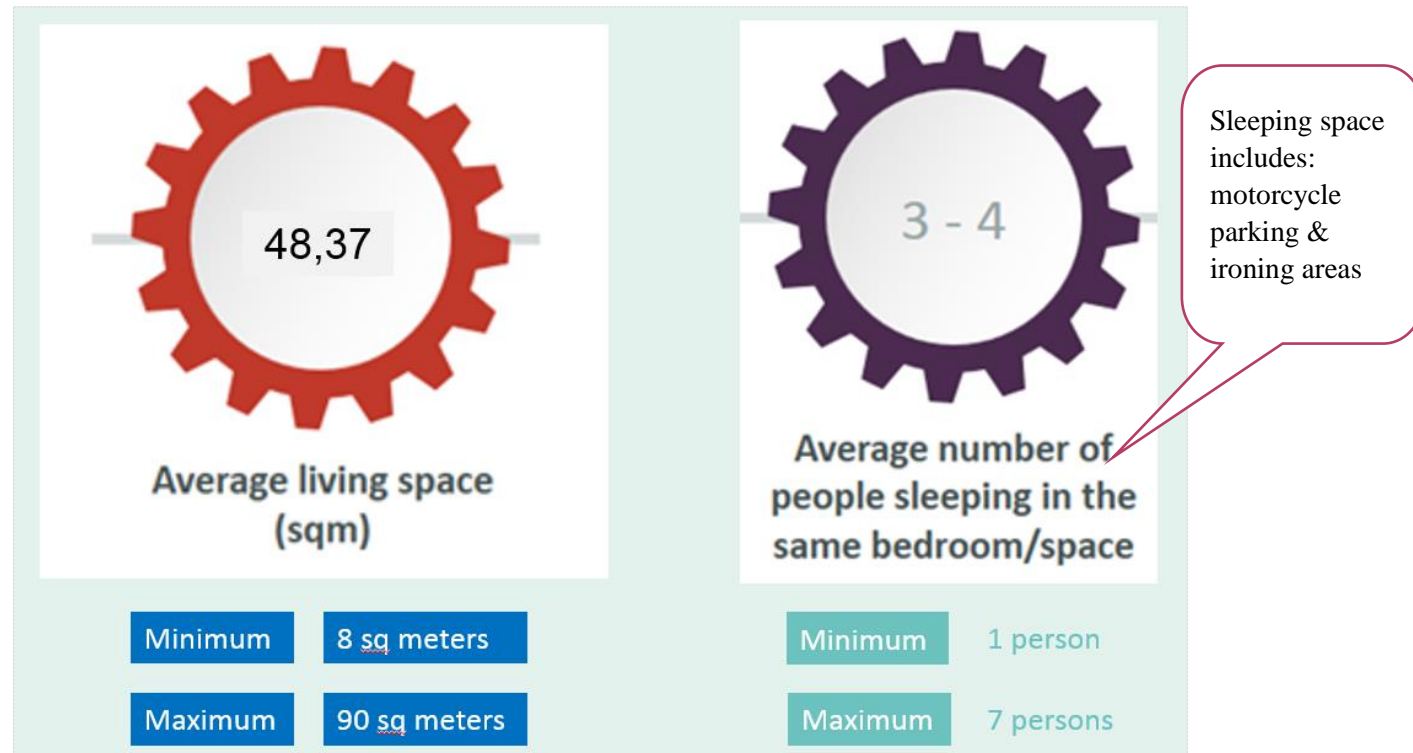 48,37
Average living space
(sqm)
Minimum 8 sq meters
Maximum 90 sq meters
3 - 4
Average number of
people sleeping in the
same bedroom/space
Minimum 1 person
Maximum 7 persons
Sleeping space
includes:
motorcycle
parking &
ironing areas